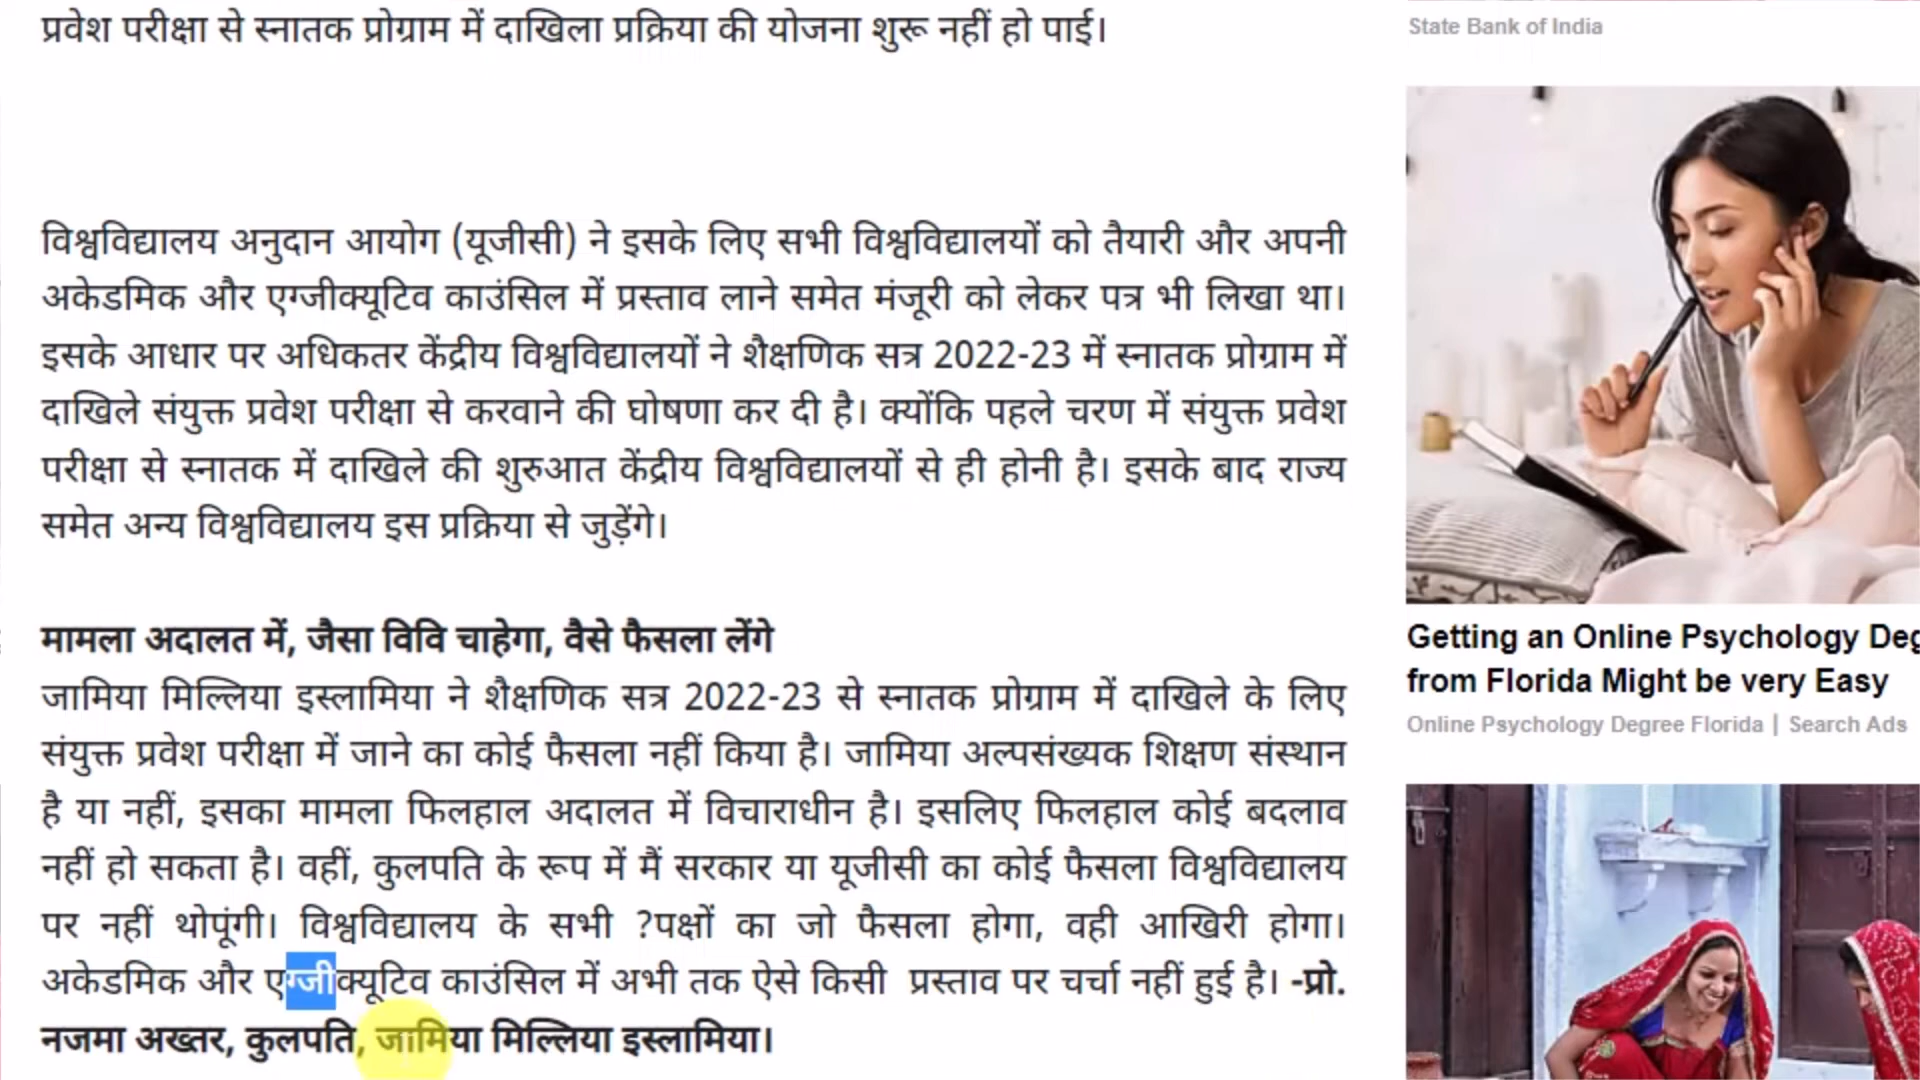 प्रवेश परीक्षा से स्नातक प्रोग्राम में दाखिला प्रक्रिया की योजना शुरू नहीं हो पाई।
विश्वविद्यालय अनुदान आयोग (यूजीसी) ने इसके लिए सभी विश्वविद्यालयों को तैयारी और अपनी
अकेडमिक और एग्जीक्यूटिव काउंसिल में प्रस्ताव लाने समेत मंजूरी को लेकर पत्र भी लिखा था।
इसके आधार पर अधिकतर केंद्रीय विश्वविद्यालयों ने शैक्षणिक सत्र 2022-23 में स्नातक प्रोग्राम में
दाखिले संयुक्त प्रवेश परीक्षा से करवाने की घोषणा कर दी है। क्योंकि पहले चरण में संयुक्त प्रवेश
परीक्षा से स्नातक में दाखिले की शुरुआत केंद्रीय विश्वविद्यालयों से ही होनी है। इसके बाद राज्य
समेत अन्य विश्वविद्यालय इस प्रक्रिया से जुड़ेंगे।
मामला अदालत में, जैसा विवि चाहेगा, वैसे फैसला लेंगे
जामिया मिल्लिया इस्लामिया ने शैक्षणिक सत्र 2022-23 से स्नातक प्रोग्राम में दाखिले के लिए
संयुक्त प्रवेश परीक्षा में जाने का कोई फैसला नहीं किया है। जामिया अल्पसंख्यक शिक्षण संस्थान
है या नहीं, इसका मामला फिलहाल अदालत में विचाराधीन है। इसलिए फिलहाल कोई बदलाव
नहीं हो सकता है। वहीं, कुलपति के रूप में मैं सरकार या यूजीसी का कोई फैसला विश्वविद्यालय
पर नहीं थोपूंगी। विश्वविद्यालय के सभी ?पक्षों का जो फैसला होगा, वही आखिरी होगा।
अकेडमिक और एग्जीक्यूटिव काउंसिल में अभी तक ऐसे किसी प्रस्ताव पर चर्चा नहीं हुई है। -प्रो.
नजमा अख्तर, कुलपति, जामिया मिल्लिया इस्लामिया।
State Bank of India
Getting an Online Psychology Deg
from Florida Might be very Easy
Online Psychology Degree Florida | Search Ads